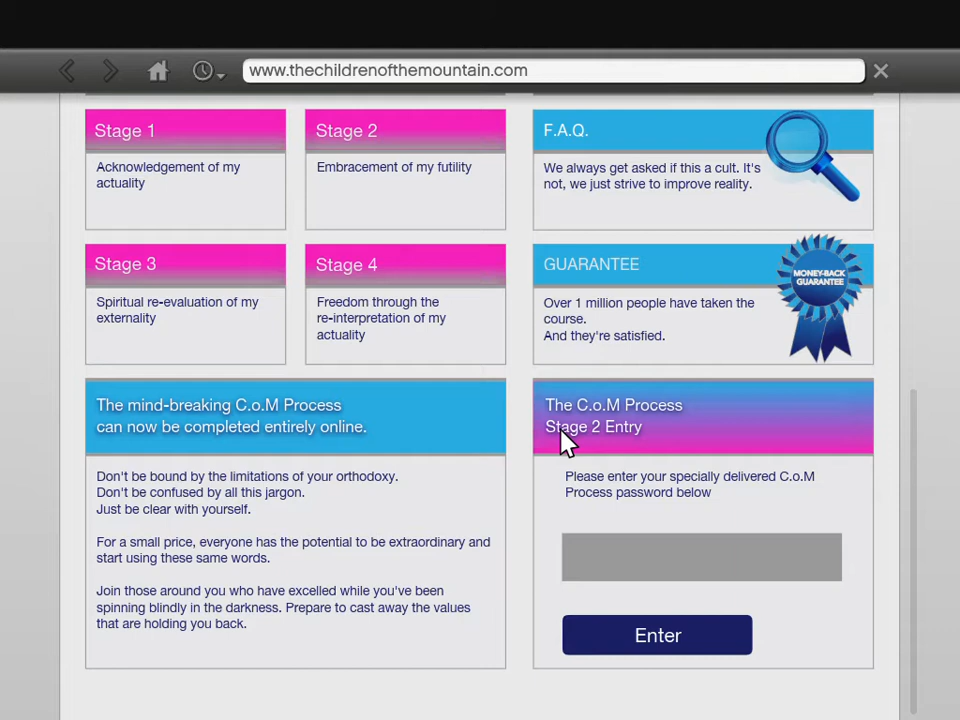 www.thechildrenofthemountain.com
Stage 1
Acknowledgement of my
actuality
Stage 2
Embracement of my futility
F.A.Q.
We always get asked if this a cult. It's
not, we just strive to improve reality.
Stage 3
Spiritual re-evaluation of my
externality
Stage 4
Freedom through the
re-interpretation of my
actuality
GUARANTEE
MONEY-BACK
GUARANTEE
Over 1 million people have taken the
course.
And they're satisfied.
The mind-breaking C.o.M Process
can now be completed entirely online.
Don't be bound by the limitations of your orthodoxy.
Don't be confused by all this jargon.
Just be clear with yourself.
For a small price, everyone has the potential to be extraordinary and
start using these same words.
Join those around you who have excelled while you've been
spinning blindly in the darkness. Prepare to cast away the values
that are holding you back.
The C.o.M Process
Stage 2 Entry
Please enter your specially delivered C.o.M
Process password below
Enter